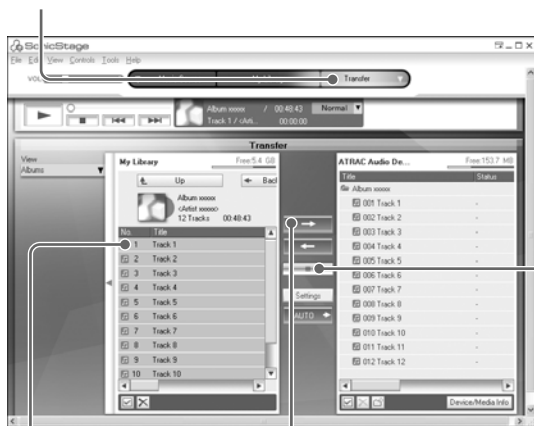 SonicStage
File Edit View Controls Tools Help
Transfer
Album xxxxx / 00:48:43 Normal
Track 1 / <Arti... 00:00:00
Transfer
View
Albums
My Library Free:5.4 GB
Up Back
Album xxxxx
<Artist xxxxx>
12 Tracks 00:48:43
No. Title
1 Track 1
2 Track 2
3 Track 3
4 Track 4
5 Track 5
6 Track 6
7 Track 7
8 Track 8
9 Track 9
10 Track 10
Settings
AUTO
ATRAC Audio De... Free:153.7 MB
Title Status
Album xxxxx
001 Track 1 -
002 Track 2 -
003 Track 3 -
004 Track 4 -
005 Track 5 -
006 Track 6 -
007 Track 7 -
008 Track 8 -
009 Track 9 -
010 Track 10 -
011 Track 11 -
012 Track 12 -
Device/Media Info